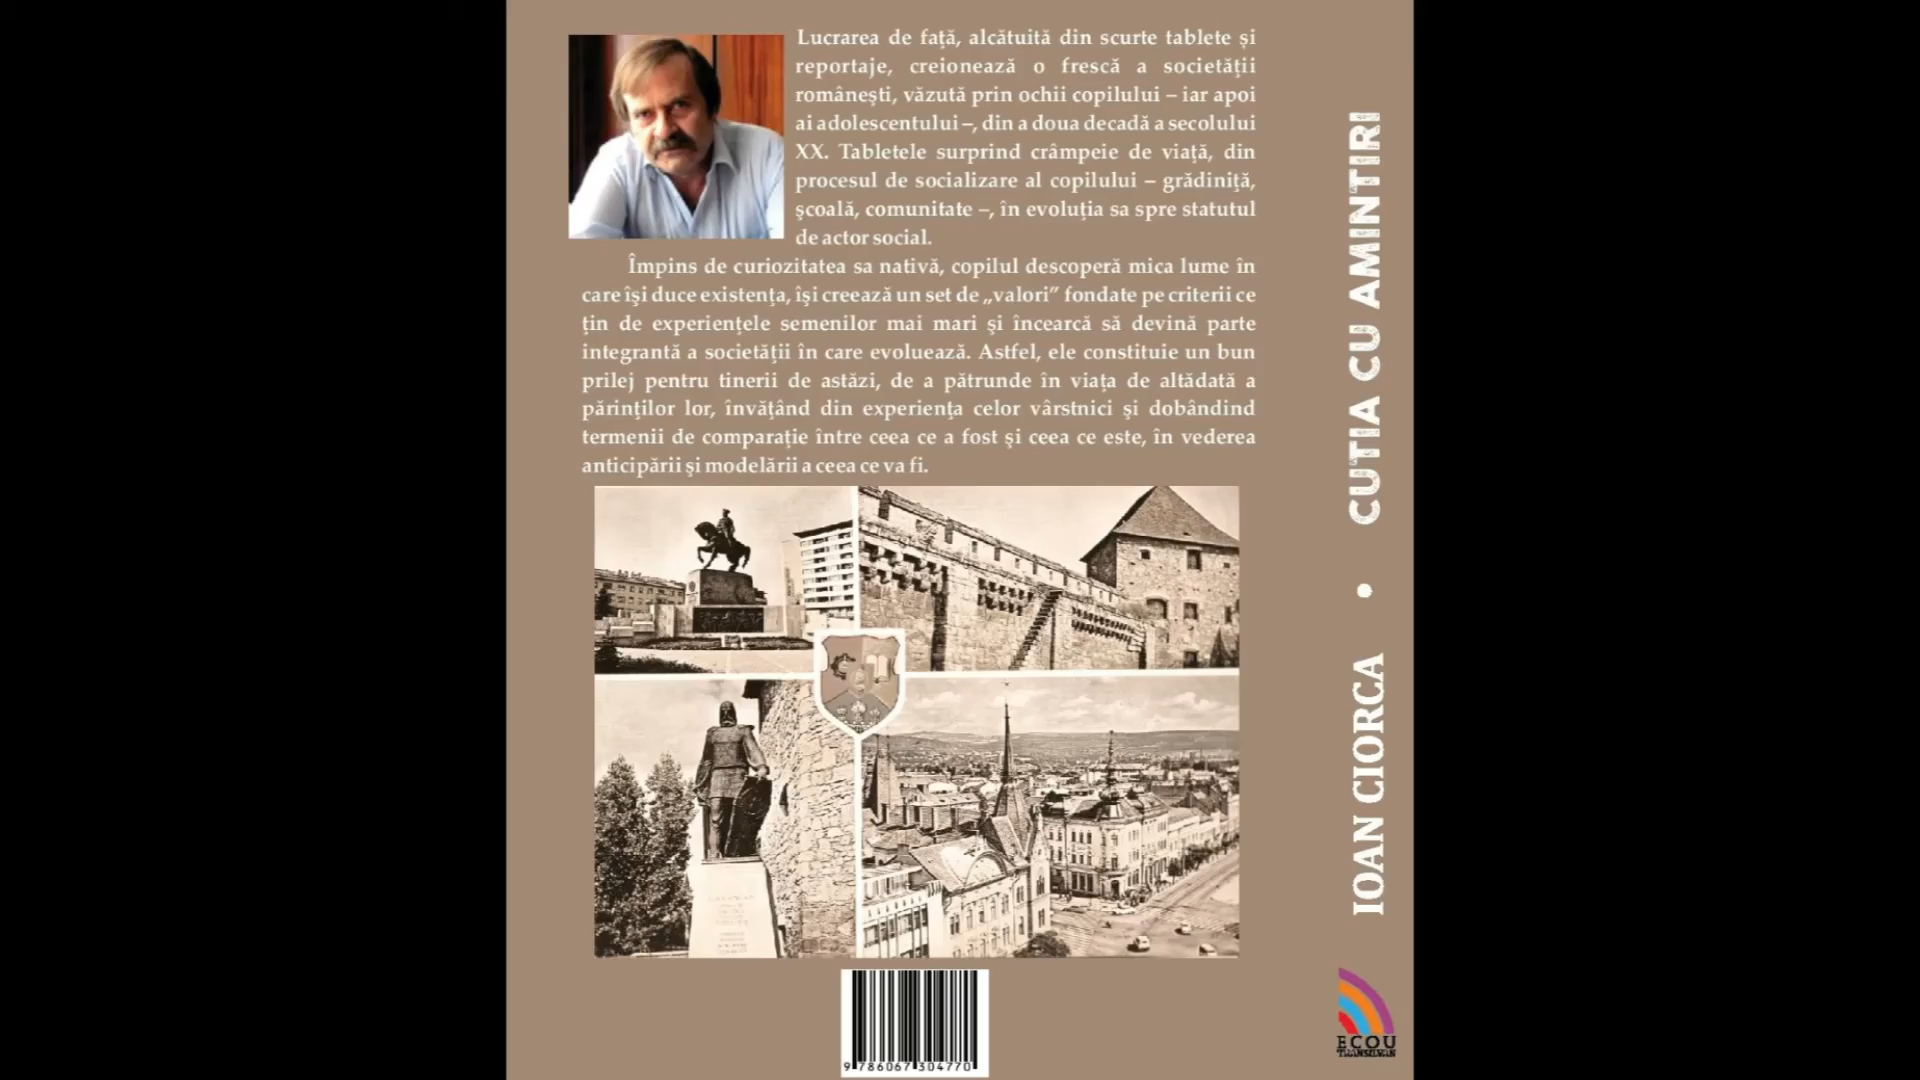 Lucrarea de față, alcătuită din scurte tablete și
reportaje, creionează o frescă a societății
românești, văzută prin ochii copilului – iar apoi
ai adolescentului –, din a doua decadă a secolului
XX. Tabletele surprind crâmpeie de viață, din
procesul de socializare al copilului – grădiniță,
școală, comunitate –, în evoluția sa spre statutul
de actor social.
Împins de curiozitatea sa nativă, copilul descoperă mica lume în
care își duce existența, își creează un set de „valori” fondate pe criterii ce
țin de experiențele semenilor mai mari și încearcă să devină parte
integrantă a societății în care evoluează. Astfel, ele constituie un bun
prilej pentru tinerii de astăzi, de a pătrunde în viața de altădată a
părinților lor, învățând din experiența celor vârstnici și dobândind
termenii de comparație între ceea ce a fost și ceea ce este, în vederea
anticipării și modelării a ceea ce va fi.
9 786067 304770
IOAN CIORCA • CUTIA CU AMINTIRI
ECOU
TRANSILVAN